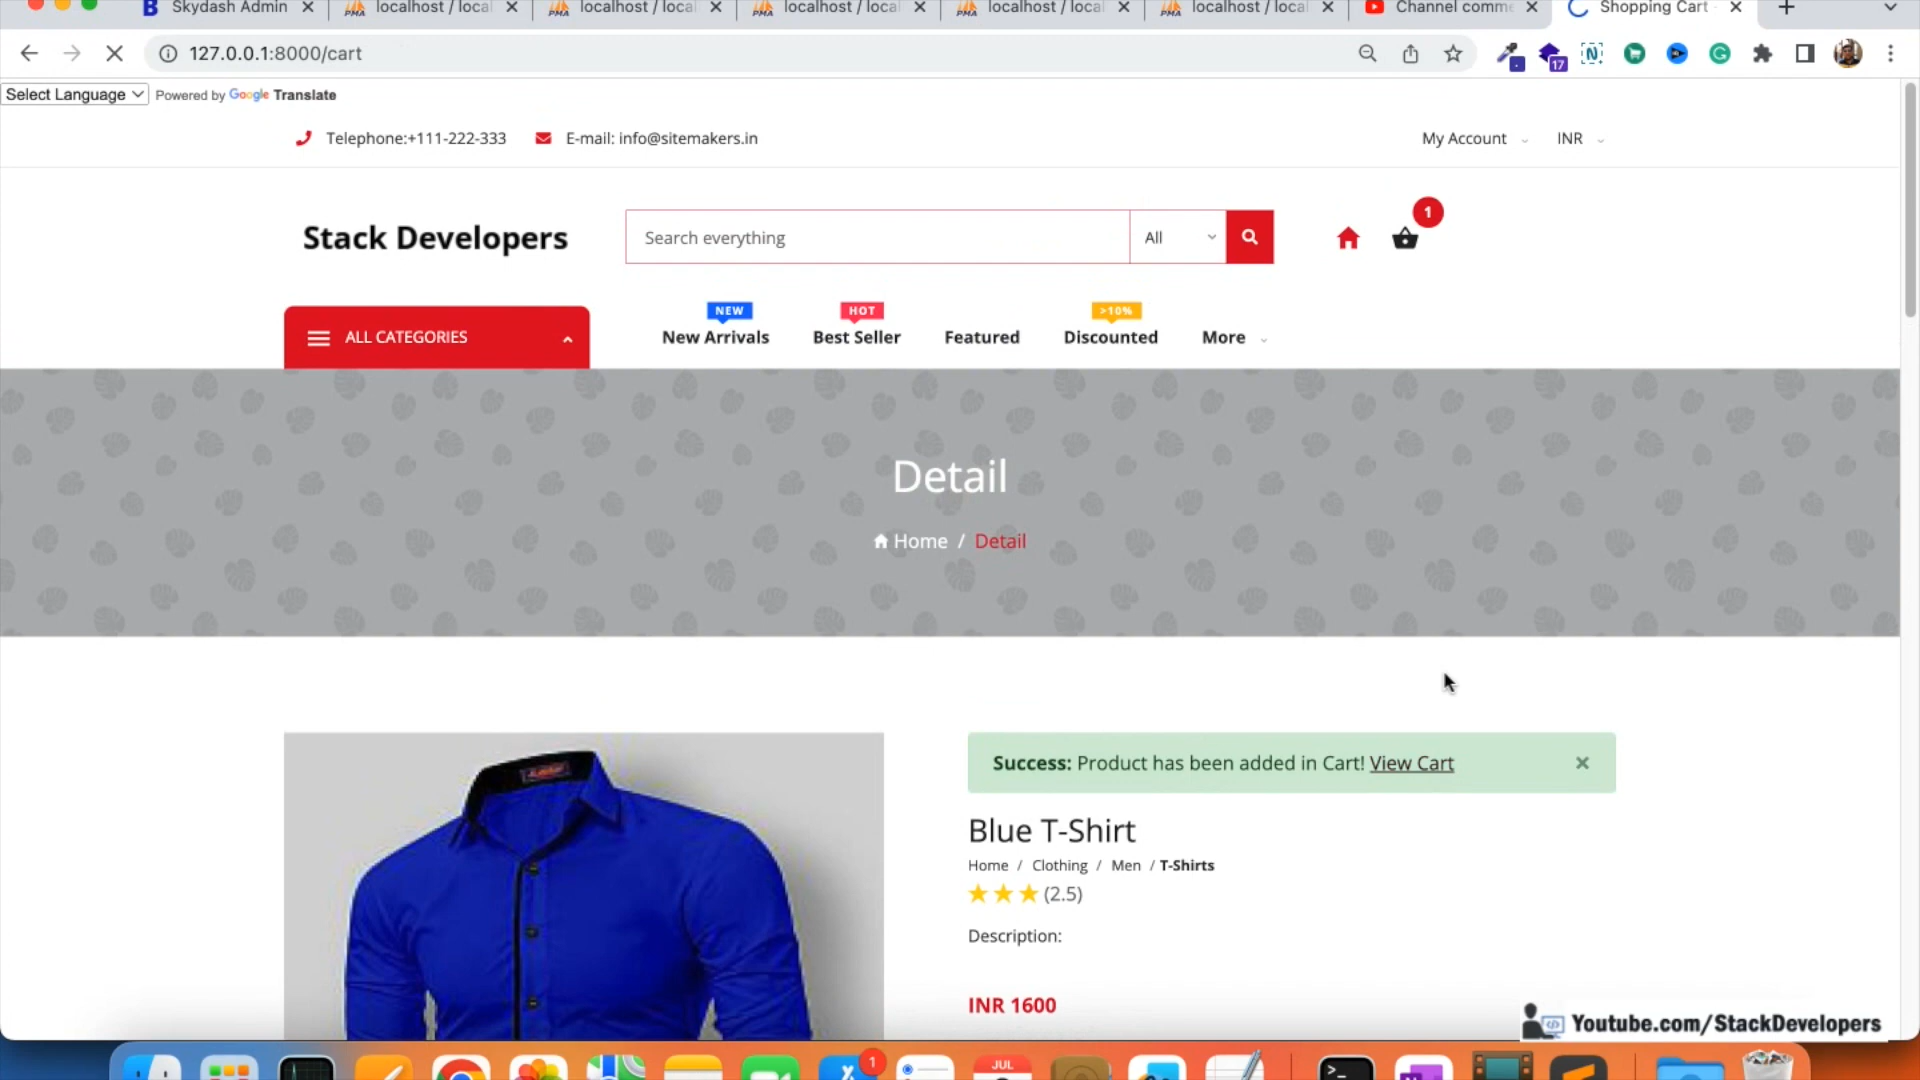 Skydash Admin
localhost / local
localhost / local
localhost / local
localhost / local
localhost / local
Channel comme
Shopping Cart
127.0.0.1:8000/cart
17
Select Language
Powered by Google Translate
Telephone:+111-222-333
E-mail: info@sitemakers.in
My Account
INR
Stack Developers
Search everything
All
1
ALL CATEGORIES
NEW
New Arrivals
HOT
Best Seller
Featured
>10%
Discounted
More
Detail
Home / Detail
Success: Product has been added in Cart! View Cart
×
Blue T-Shirt
Home / Clothing / Men / T-Shirts
(2.5)
Description:
INR 1600
Youtube.com/StackDevelopers
1
JUL